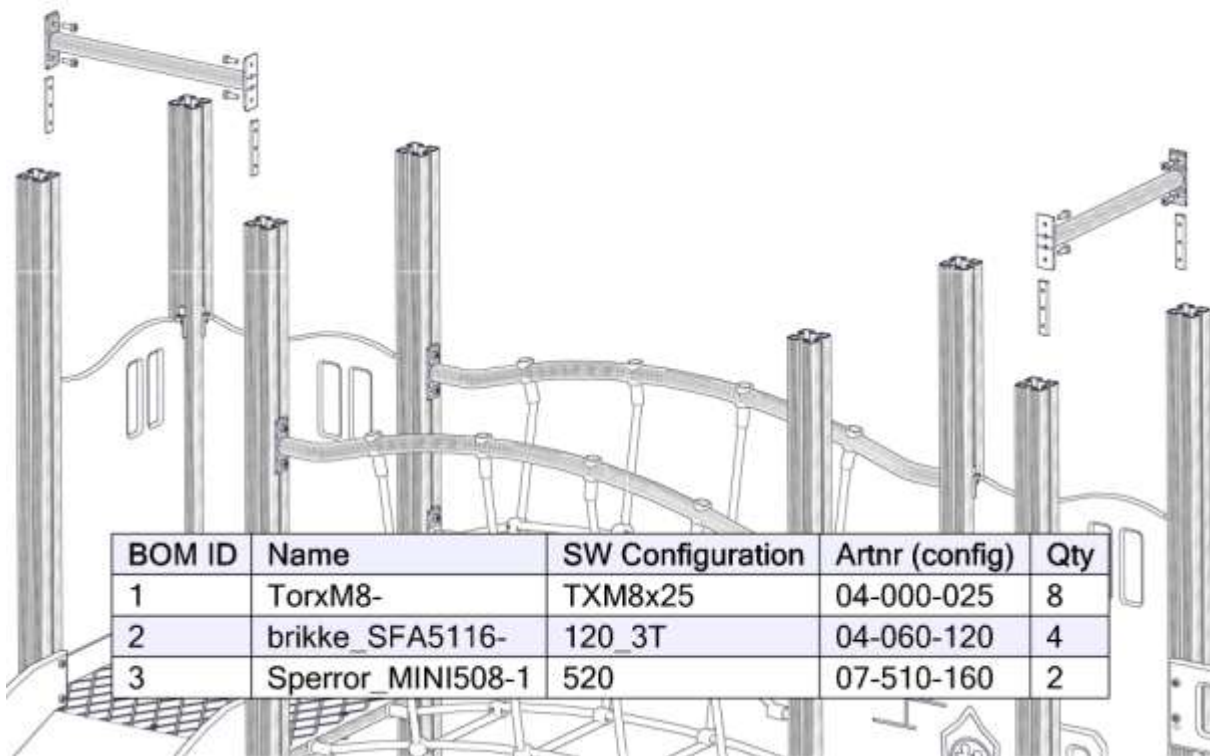 BOM ID Name SW Configuration Artnr (config) Qty
1 TorxM8- TXM8x25 04-000-025 8
2 brikke_SFA5116- 120_3T 04-060-120 4
3 Sperror_MINI508-1 520 07-510-160 2